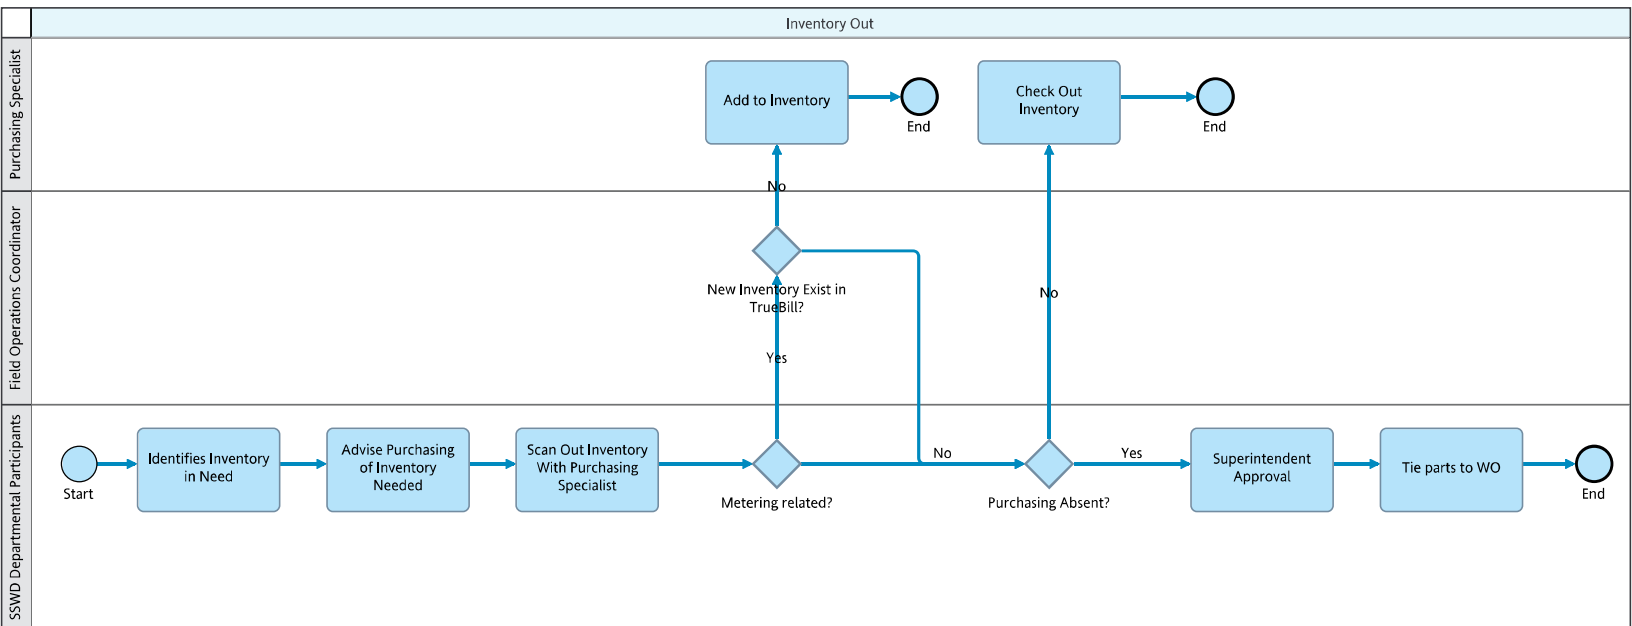 Inventory Out
Purchasing Specialist
Add to Inventory
End
Check Out
Inventory
End
No
Field Operations Coordinator
New Inventory Exist in
TrueBill?
No
Yes
SSWD Departmental Participants
Start
Identifies Inventory
in Need
Advise Purchasing
of Inventory
Needed
Scan Out Inventory
With Purchasing
Specialist
Metering related?
No
Purchasing Absent?
Yes
Superintendent
Approval
Tie parts to WO
End